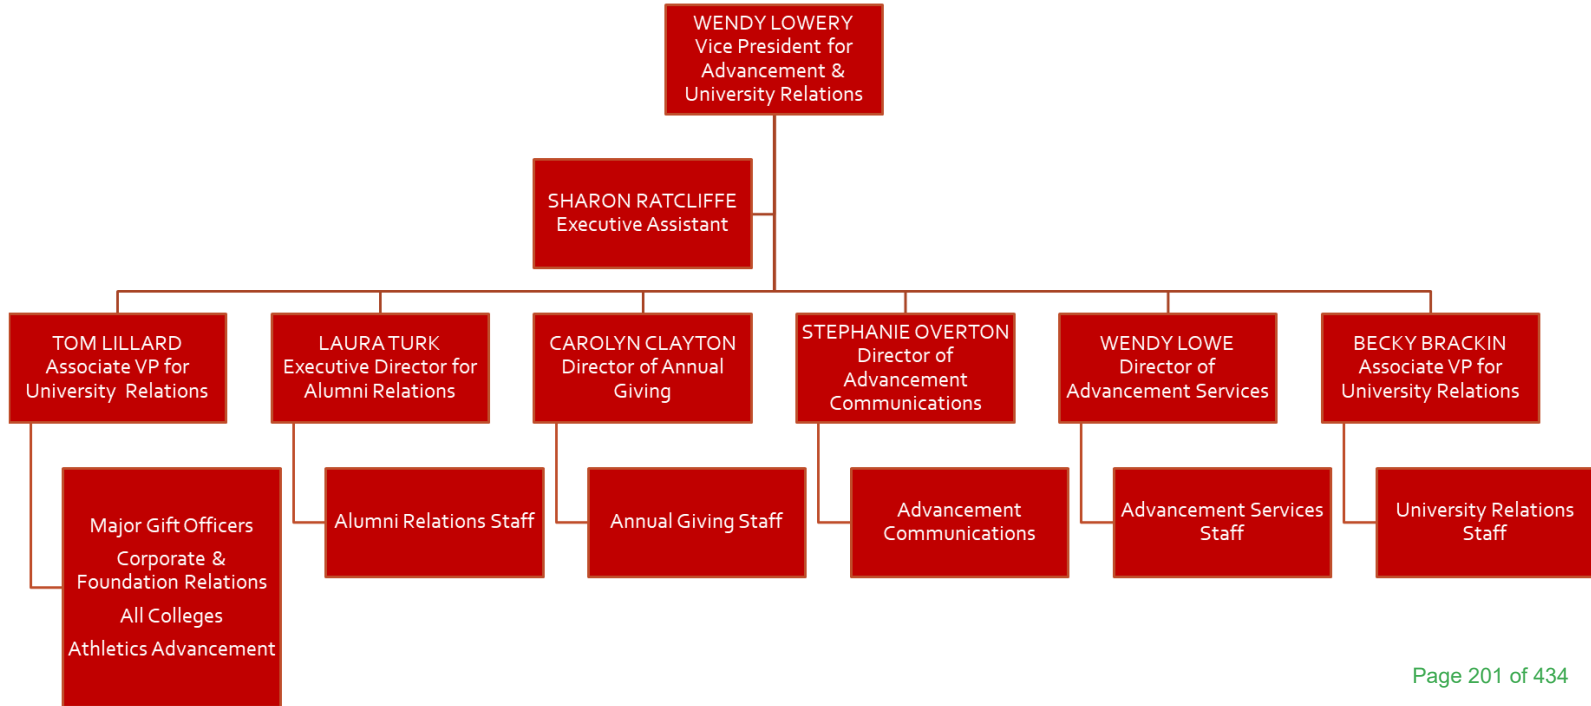 WENDY LOWERY
Vice President for
Advancement &
University Relations
SHARON RATCLIFFE
Executive Assistant
TOM LILLARD
Associate VP for
University Relations
LAURA TURK
Executive Director for
Alumni Relations
CAROLYN CLAYTON
Director of Annual
Giving
STEPHANIE OVERTON
Director of
Advancement
Communications
WENDY LOWE
Director of
Advancement Services
BECKY BRACKIN
Associate VP for
University Relations
Major Gift Officers
Corporate &
Foundation Relations
All Colleges
Athletics Advancement
Alumni Relations Staff
Annual Giving Staff
Advancement
Communications
Advancement Services
Staff
University Relations
Staff
Page 201 of 434